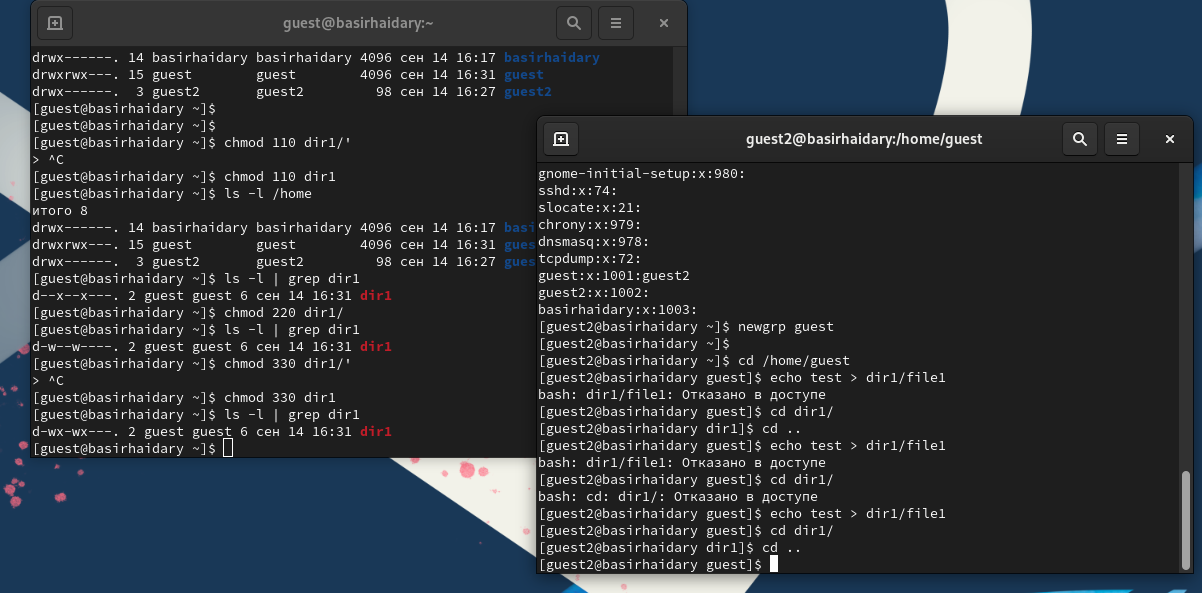 guest@basirhaidary:~
drwx------. 14 basirhaidary basirhaidary 4096 сен 14 16:17 basirhaidary
drwxrwx---. 15 guest        guest        4096 сен 14 16:31 guest
drwx------.  3 guest2       guest2         98 сен 14 16:27 guest2
[guest@basirhaidary ~]$
[guest@basirhaidary ~]$
[guest@basirhaidary ~]$ chmod 110 dir1/'
> ^C
[guest@basirhaidary ~]$ chmod 110 dir1
[guest@basirhaidary ~]$ ls -l /home
итого 8
drwx------. 14 basirhaidary basirhaidary 4096 сен 14 16:17 basi
drwxrwx---. 15 guest        guest        4096 сен 14 16:31 gues
drwx------.  3 guest2       guest2         98 сен 14 16:27 gues
[guest@basirhaidary ~]$ ls -l | grep dir1
d--x--x---. 2 guest guest 6 сен 14 16:31 dir1
[guest@basirhaidary ~]$ chmod 220 dir1/
[guest@basirhaidary ~]$ ls -l | grep dir1
d-w--w----. 2 guest guest 6 сен 14 16:31 dir1
[guest@basirhaidary ~]$ chmod 330 dir1/'
> ^C
[guest@basirhaidary ~]$ chmod 330 dir1
[guest@basirhaidary ~]$ ls -l | grep dir1
d-wx-wx---. 2 guest guest 6 сен 14 16:31 dir1
[guest@basirhaidary ~]$
guest2@basirhaidary:/home/guest
gnome-initial-setup:x:980:
sshd:x:74:
slocate:x:21:
chrony:x:979:
dnsmasq:x:978:
tcpdump:x:72:
guest:x:1001:guest2
guest2:x:1002:
basirhaidary:x:1003:
[guest2@basirhaidary ~]$ newgrp guest
[guest2@basirhaidary ~]$
[guest2@basirhaidary ~]$ cd /home/guest
[guest2@basirhaidary guest]$ echo test > dir1/file1
bash: dir1/file1: Отказано в доступе
[guest2@basirhaidary guest]$ cd dir1/
[guest2@basirhaidary dir1]$ cd ..
[guest2@basirhaidary guest]$ echo test > dir1/file1
bash: dir1/file1: Отказано в доступе
[guest2@basirhaidary guest]$ cd dir1/
bash: cd: dir1/: Отказано в доступе
[guest2@basirhaidary guest]$ echo test > dir1/file1
[guest2@basirhaidary guest]$ cd dir1/
[guest2@basirhaidary dir1]$ cd ..
[guest2@basirhaidary guest]$